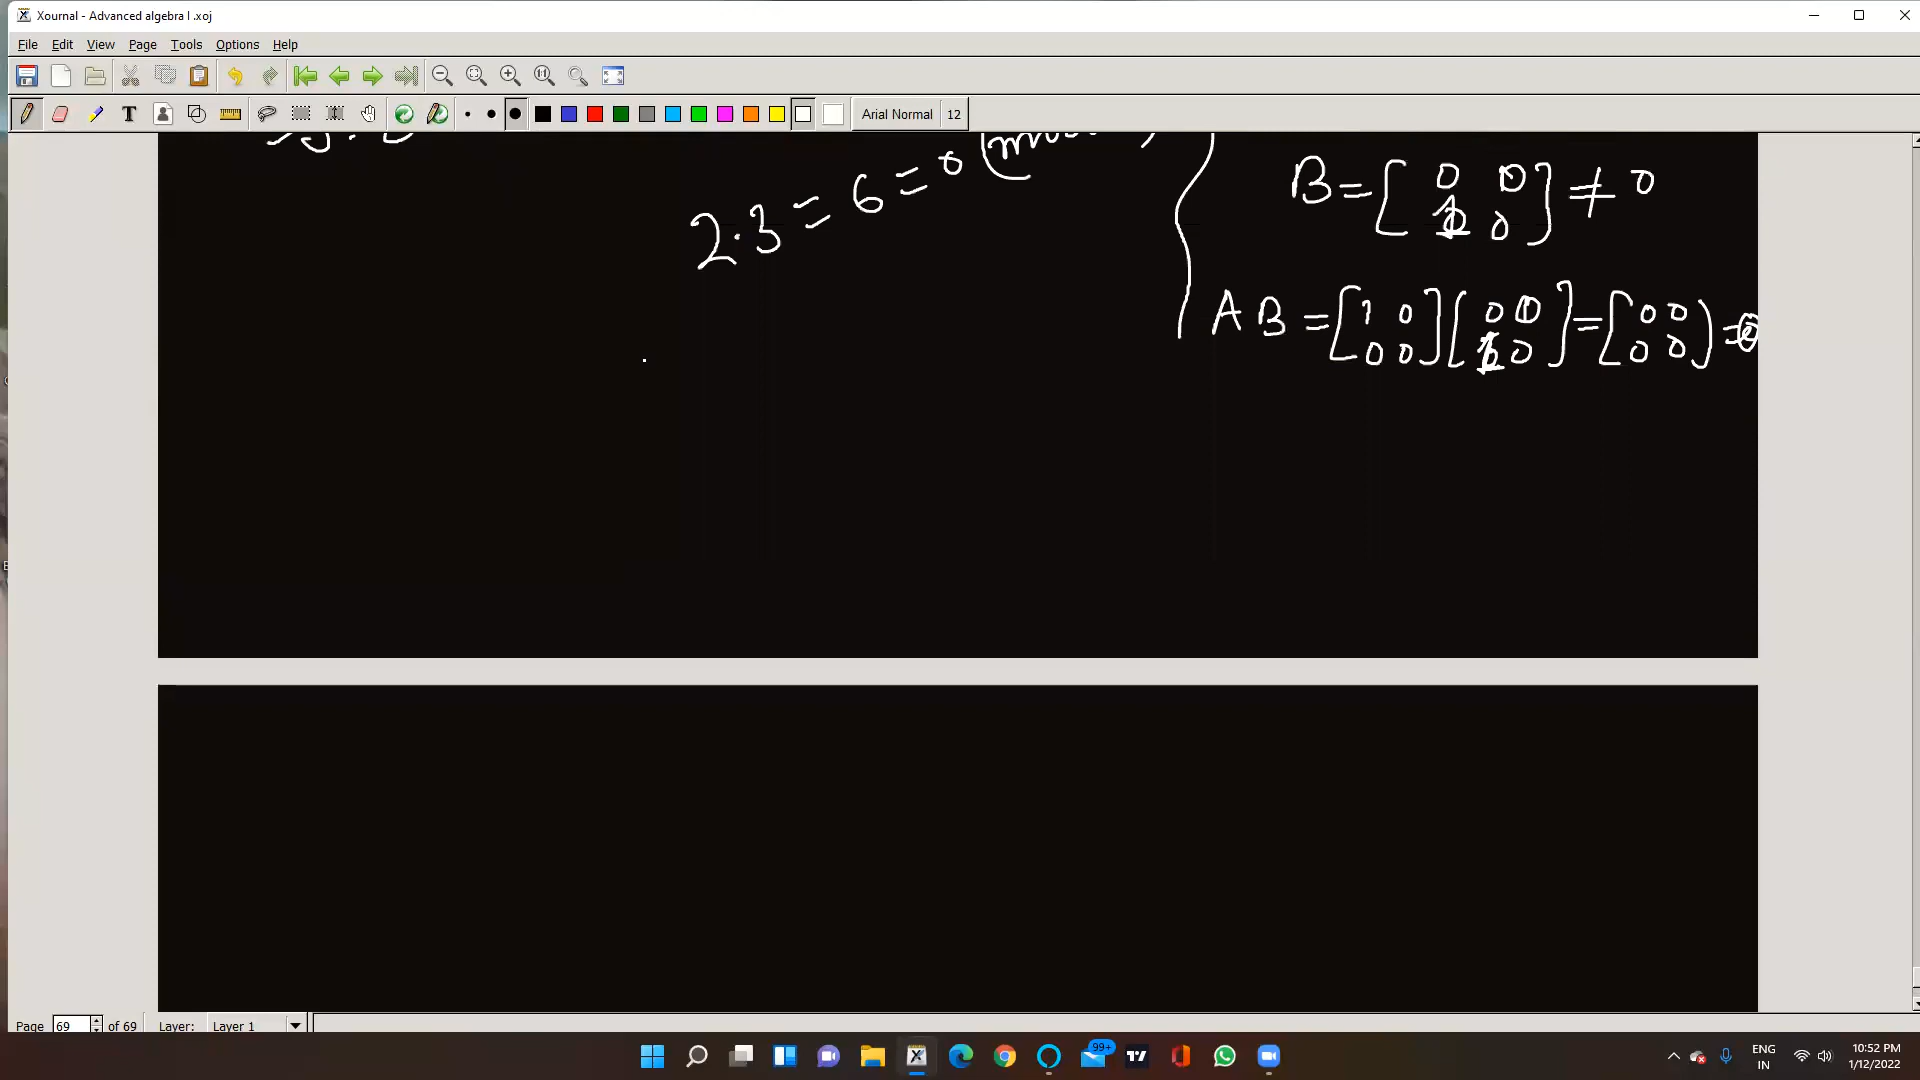 Xournal - Advanced algebra I .xoj
File Edit View Page Tools Options Help
Arial Normal 12
2·3 = 6 = 0
B = [ 0 0
1 0 ] ≠ 0
A B = [ 1 0
0 0 ] [ 0 0
1 0 ] = [ 0 0
0 0 ] = 0
Page 69 of 69 Layer: Layer 1
99+
ENG
IN
10:52 PM
1/12/2022